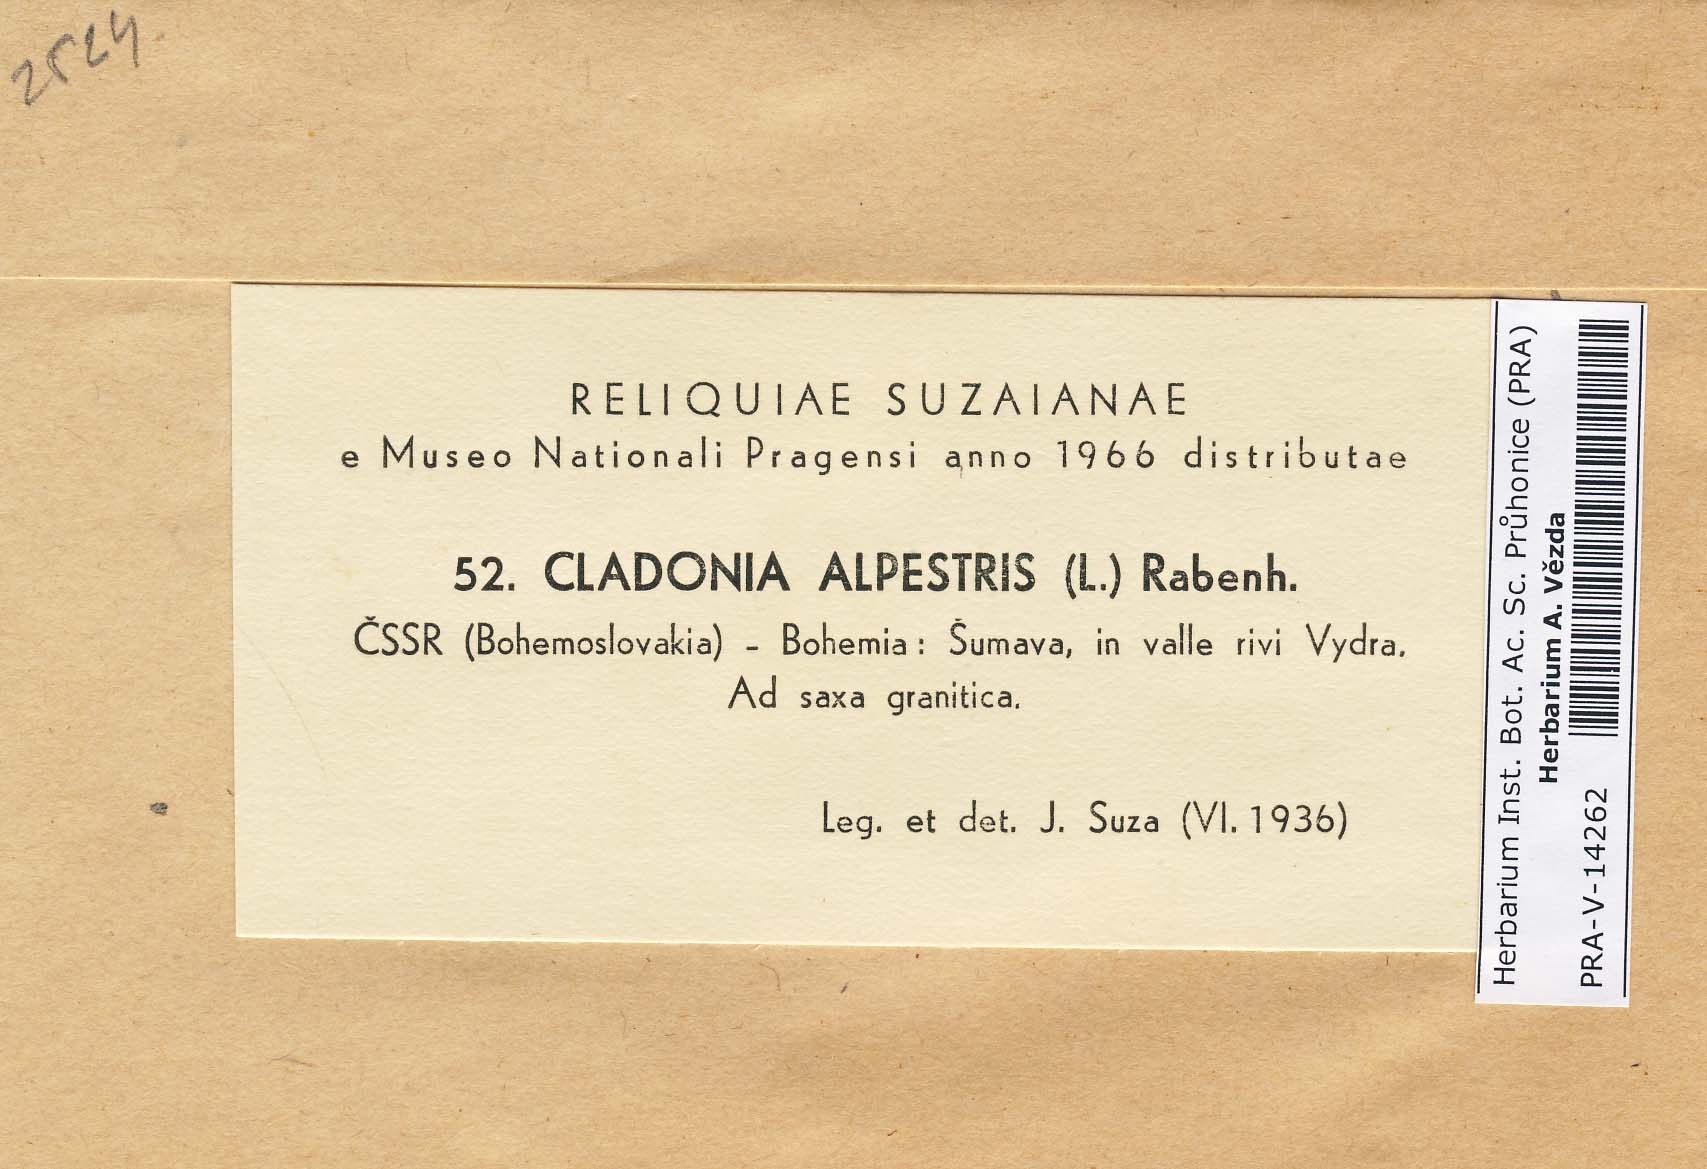 2524
RELIQUIAE SUZAIANAE
e Museo Nationali Pragensi anno 1966 distributae
52. CLADONIA ALPESTRIS (L.) Rabenh.
ČSSR (Bohemoslovakia) - Bohemia: Šumava, in valle rivi Vydra.
Ad saxa granitica.
Leg. et det. J. Suza (VI. 1936)
Herbarium Inst. Bot. Ac. Sc. Průhonice (PRA)
Herbarium A. Vězda
PRA-V-14262